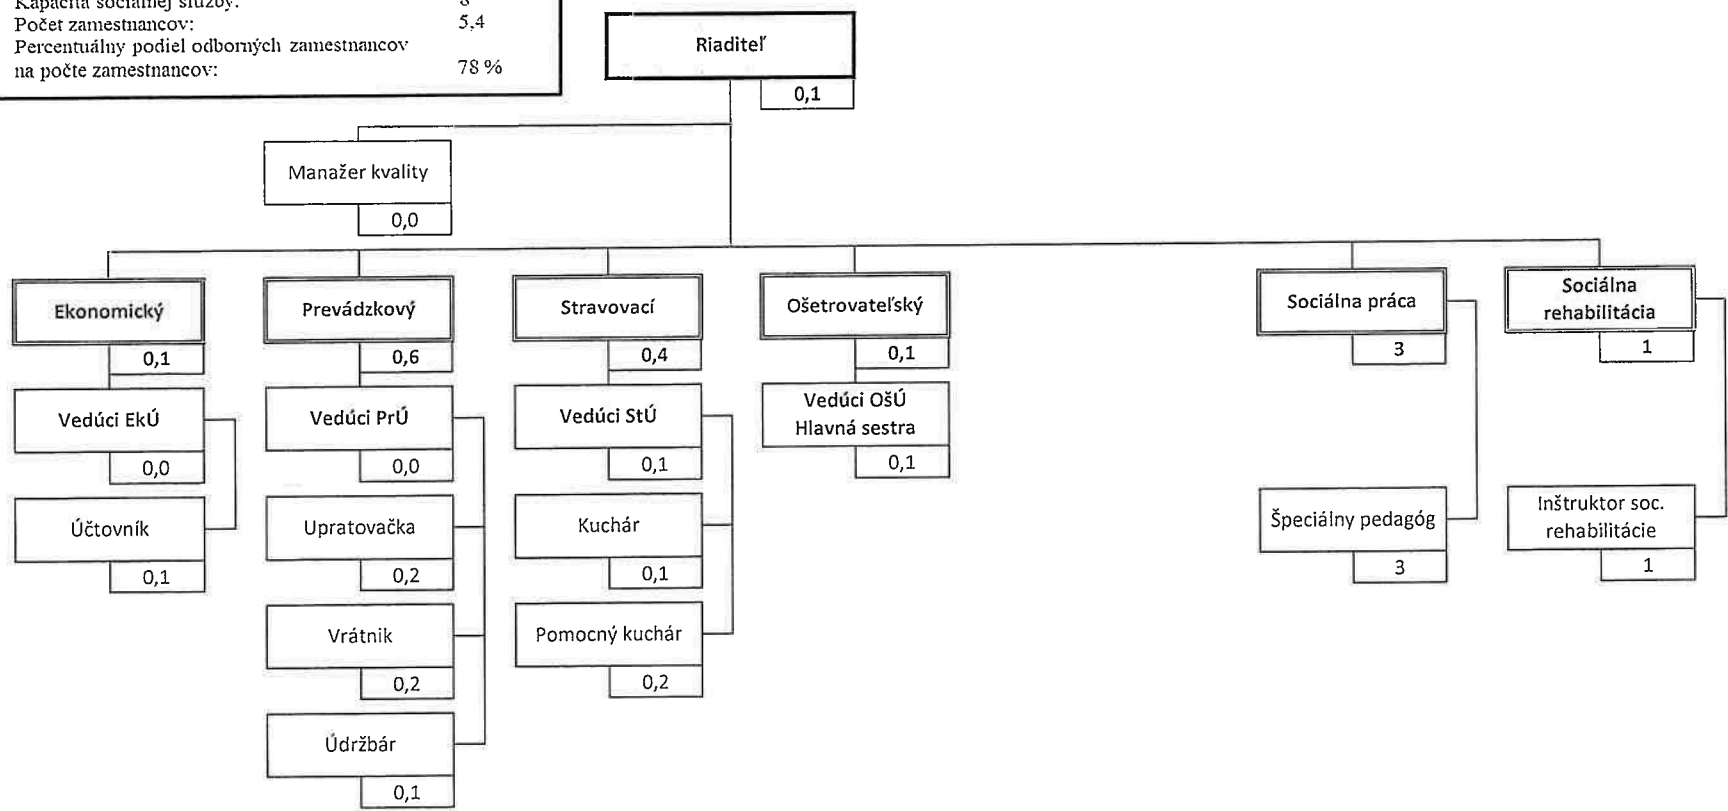 Kapacita sociálnej služby: 8
Počet zamestnancov: 5,4
Percentuálny podiel odborných zamestnancov
na počte zamestnancov: 78 %
Riaditeľ
0,1
Manažer kvality
0,0
Ekonomický
0,1
Vedúci EkÚ
0,0
Účtovník
0,1
Prevádzkový
0,6
Vedúci PrÚ
0,0
Upratovačka
0,2
Vrátnik
0,2
Údržbár
0,1
Stravovací
0,4
Vedúci StÚ
0,1
Kuchár
0,1
Pomocný kuchár
0,2
Ošetrovateľský
0,1
Vedúci OšÚ
Hlavná sestra
0,1
Sociálna práca
3
Špeciálny pedagóg
3
Sociálna
rehabilitácia
1
Inštruktor soc.
rehabilitácie
1